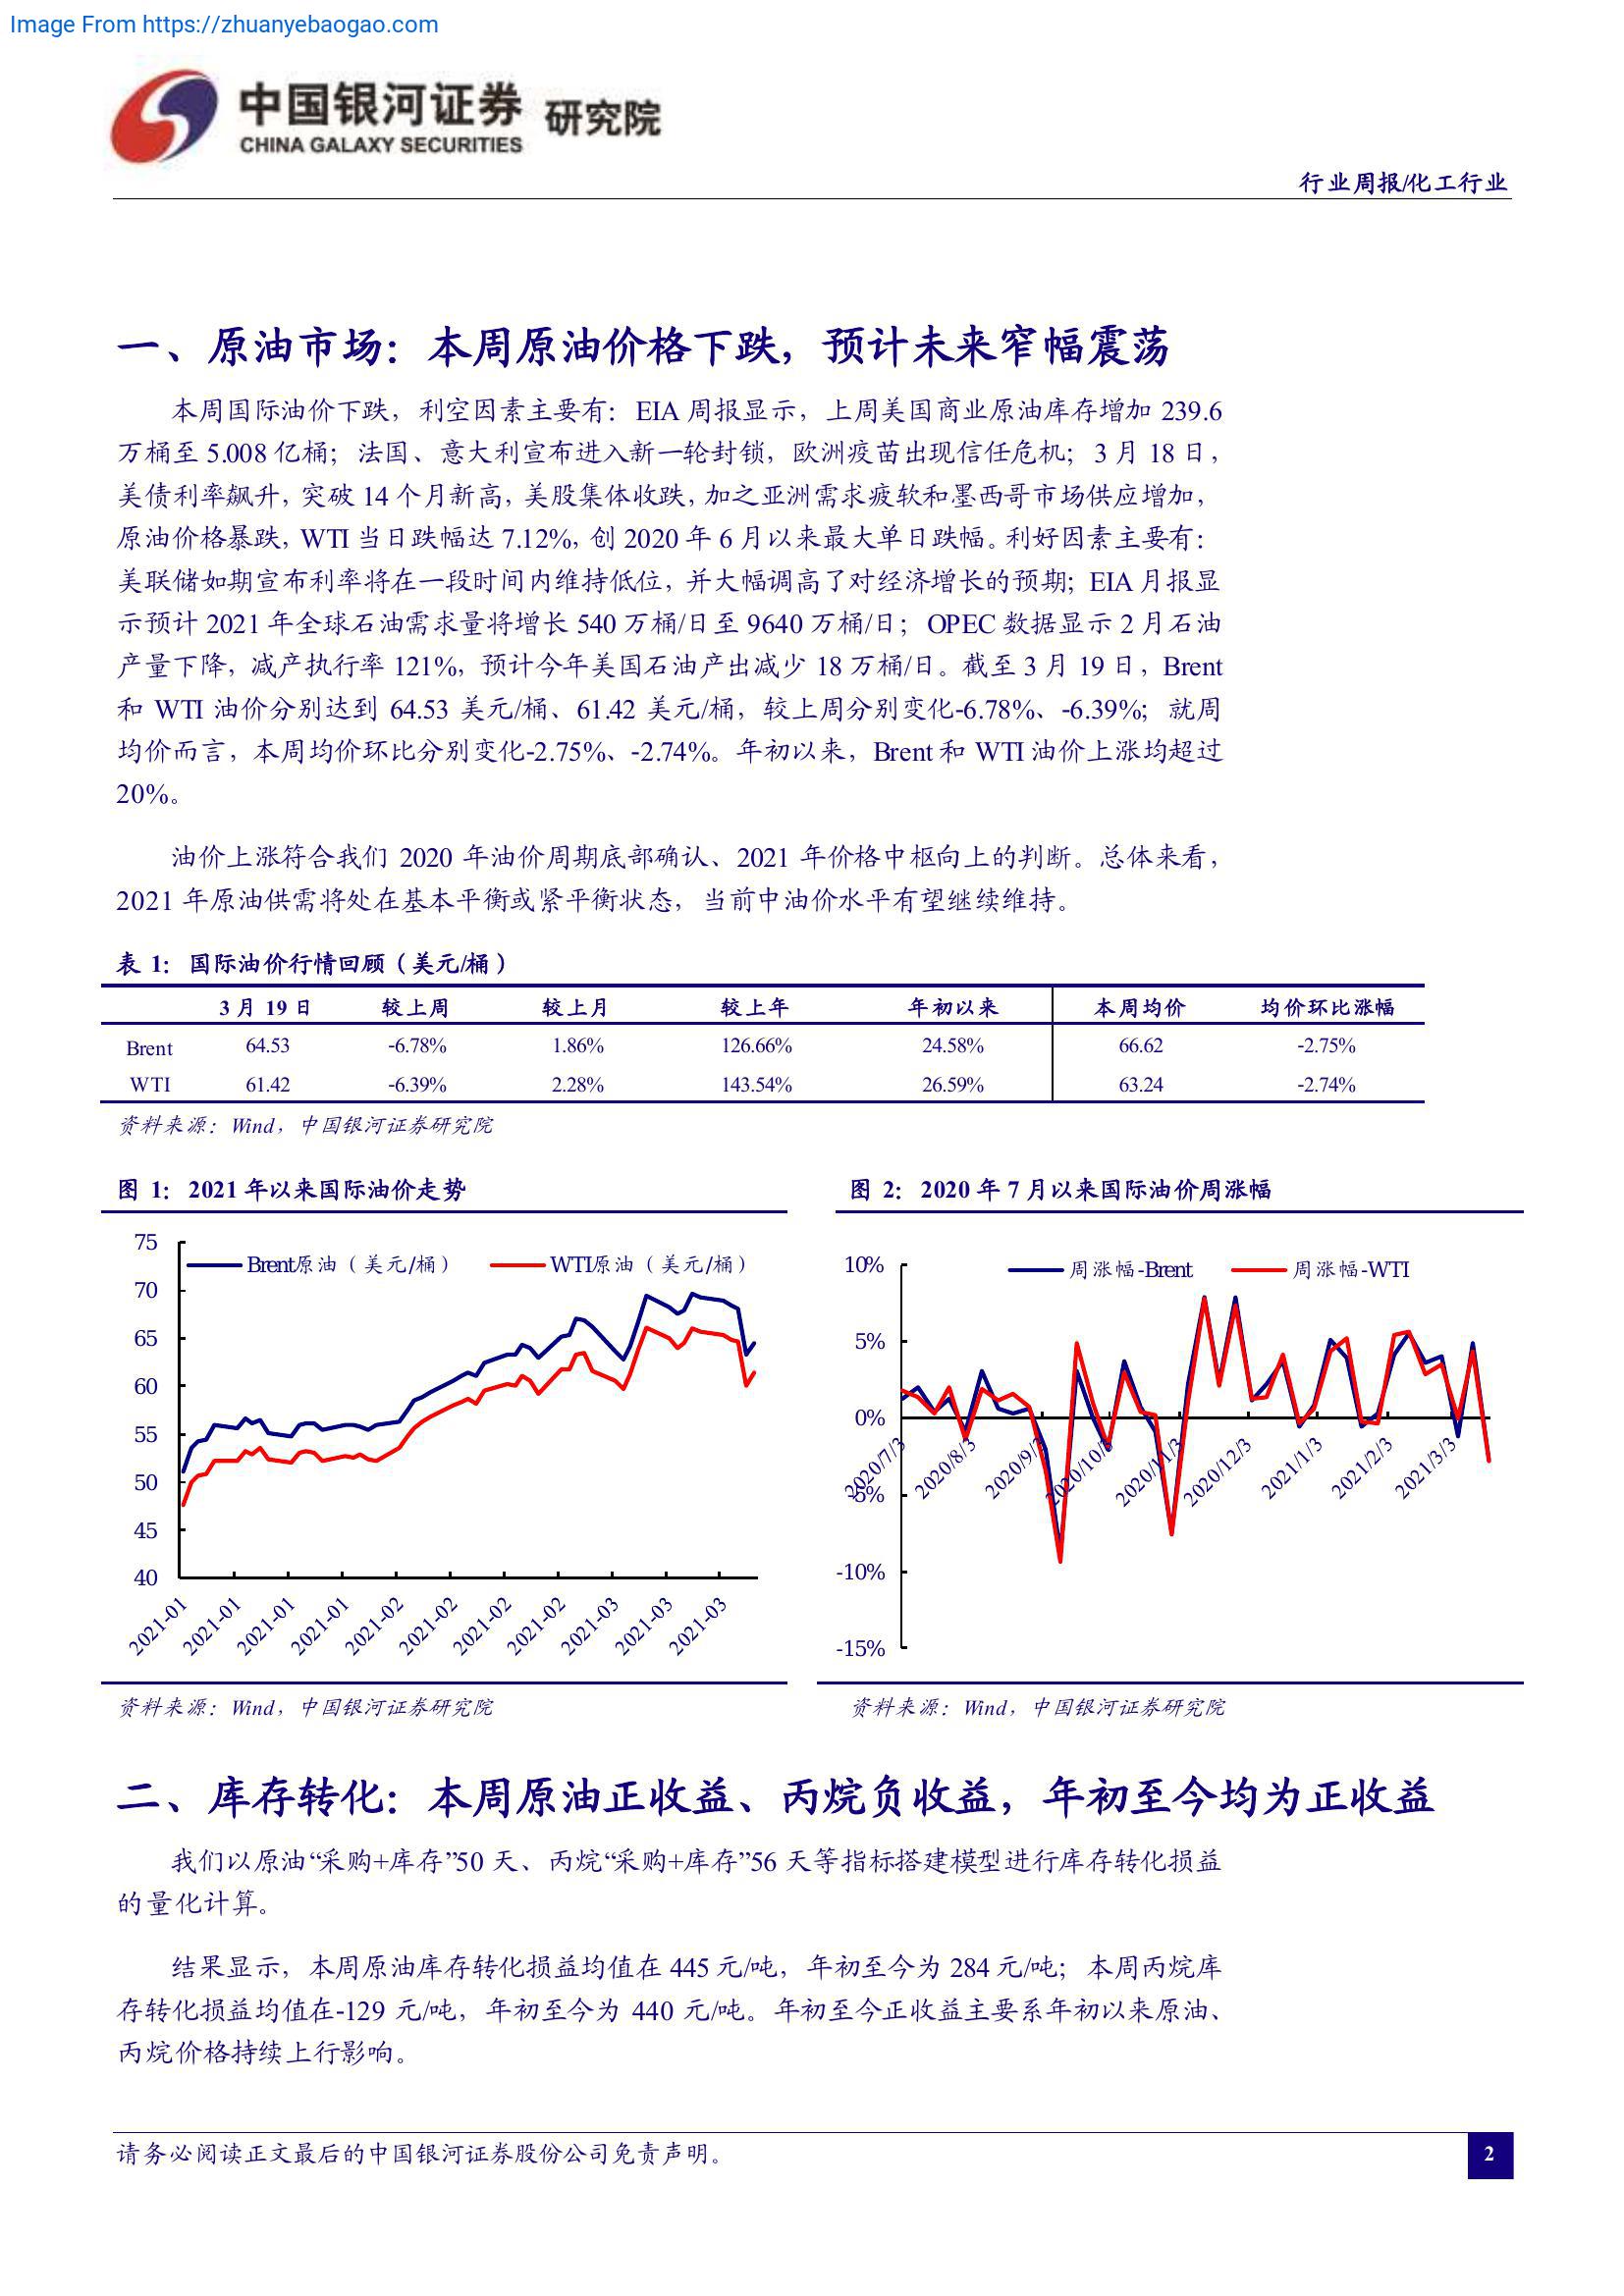 Image From https://zhuanyebaogao.com
中国银河证券 研究院
CHINA GALAXY SECURITIES
行业周报/化工行业
一、原油市场：本周原油价格下跌，预计未来窄幅震荡
本周国际油价下跌，利空因素主要有：EIA 周报显示，上周美国商业原油库存增加 239.6
万桶至 5.008 亿桶；法国、意大利宣布进入新一轮封锁，欧洲疫苗出现信任危机；3 月 18 日，
美债利率飙升，突破 14 个月新高，美股集体收跌，加之亚洲需求疲软和墨西哥市场供应增加，
原油价格暴跌，WTI 当日跌幅达 7.12%，创 2020 年 6 月以来最大单日跌幅。利好因素主要有：
美联储如期宣布利率将在一段时间内维持低位，并大幅调高了对经济增长的预期；EIA 月报显
示预计 2021 年全球石油需求量将增长 540 万桶/日至 9640 万桶/日；OPEC 数据显示 2 月石油
产量下降，减产执行率 121%，预计今年美国石油产出减少 18 万桶/日。截至 3 月 19 日，Brent
和 WTI 油价分别达到 64.53 美元/桶、61.42 美元/桶，较上周分别变化-6.78%、-6.39%；就周
均价而言，本周均价环比分别变化-2.75%、-2.74%。年初以来，Brent 和 WTI 油价上涨均超过
20%。
油价上涨符合我们 2020 年油价周期底部确认、2021 年价格中枢向上的判断。总体来看，
2021 年原油供需将处在基本平衡或紧平衡状态，当前中油价水平有望继续维持。
表 1：国际油价行情回顾（美元/桶）
3 月 19 日 较上周 较上月 较上年 年初以来 本周均价 均价环比涨幅
Brent 64.53 -6.78% 1.86% 126.66% 24.58% 66.62 -2.75%
WTI 61.42 -6.39% 2.28% 143.54% 26.59% 63.24 -2.74%
资料来源：Wind，中国银河证券研究院
图 1：2021 年以来国际油价走势
Brent原油（美元/桶） WTI原油（美元/桶）
75
70
65
60
55
50
45
40
2021-01 2021-01 2021-01 2021-01 2021-02 2021-02 2021-02 2021-02 2021-03 2021-03 2021-03
资料来源：Wind，中国银河证券研究院
图 2：2020 年 7 月以来国际油价周涨幅
周涨幅-Brent 周涨幅-WTI
10%
5%
0%
-5%
-10%
-15%
2020/7/3 2020/8/3 2020/9/3 2020/10/3 2020/11/3 2020/12/3 2021/1/3 2021/2/3 2021/3/3
资料来源：Wind，中国银河证券研究院
二、库存转化：本周原油正收益、丙烷负收益，年初至今均为正收益
我们以原油“采购+库存”50 天、丙烷“采购+库存”56 天等指标搭建模型进行库存转化损益
的量化计算。
结果显示，本周原油库存转化损益均值在 445 元/吨，年初至今为 284 元/吨；本周丙烷库
存转化损益均值在-129 元/吨，年初至今为 440 元/吨。年初至今正收益主要系年初以来原油、
丙烷价格持续上行影响。
请务必阅读正文最后的中国银河证券股份公司免责声明。
2